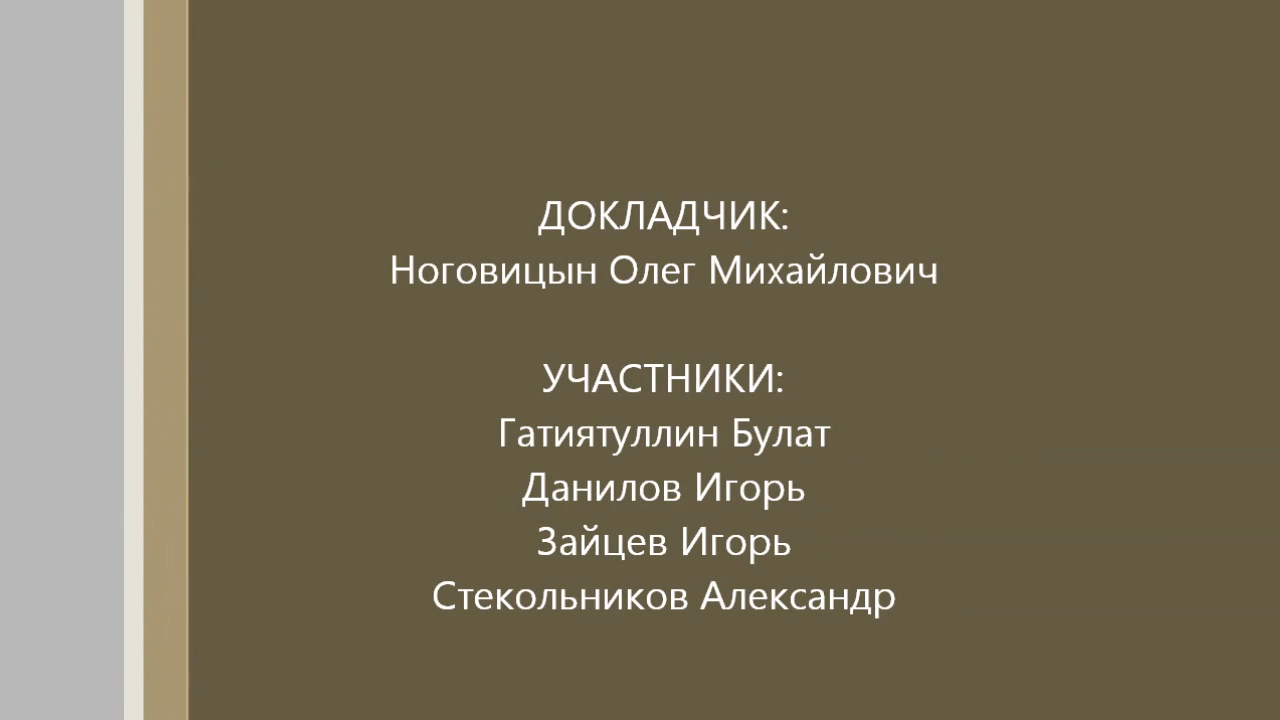 ДОКЛАДЧИК:
Ноговицын Олег Михайлович
УЧАСТНИКИ:
Гатиятуллин Булат
Данилов Игорь
Зайцев Игорь
Стекольников Александр